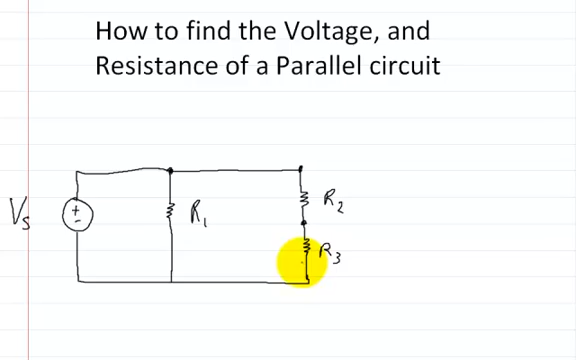 How to find the Voltage, and
Resistance of a Parallel circuit
Vs
+
-
R1
R2
R3